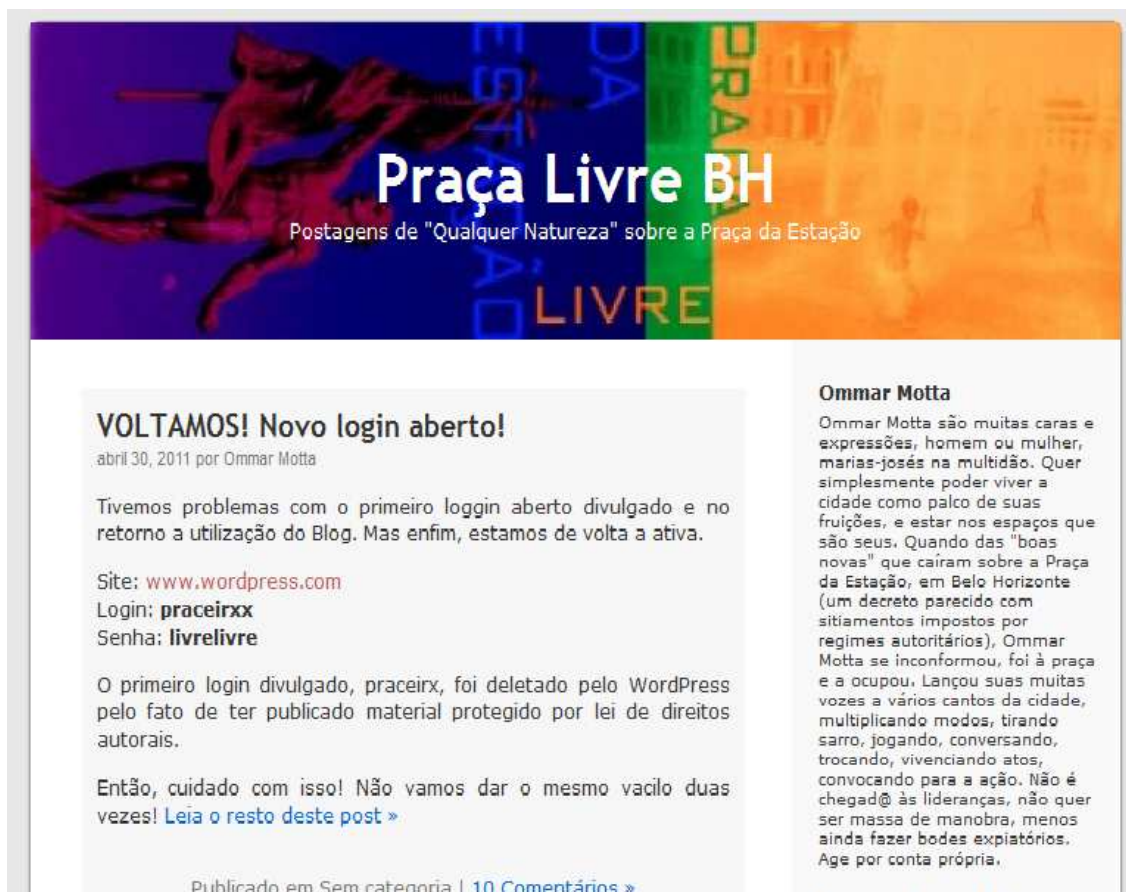 ESTAÇÃO
DA
PRAÇA
LIVRE
Praça Livre BH
Postagens de "Qualquer Natureza" sobre a Praça da Estação
VOLTAMOS! Novo login aberto!
abril 30, 2011 por Ommar Motta
Tivemos problemas com o primeiro loggin aberto divulgado e no
retorno a utilização do Blog. Mas enfim, estamos de volta a ativa.
Site: www.wordpress.com
Login: praceirxx
Senha: livrelivre
O primeiro login divulgado, praceirx, foi deletado pelo WordPress
pelo fato de ter publicado material protegido por lei de direitos
autorais.
Então, cuidado com isso! Não vamos dar o mesmo vacilo duas
vezes! Leia o resto deste post »
Publicado em Sem categoria | 10 Comentários »
Ommar Motta
Ommar Motta são muitas caras e
expressões, homem ou mulher,
marias-josés na multidão. Quer
simplesmente poder viver a
cidade como palco de suas
fruições, e estar nos espaços que
são seus. Quando das "boas
novas" que caíram sobre a Praça
da Estação, em Belo Horizonte
(um decreto parecido com
sitiamentos impostos por
regimes autoritários), Ommar
Motta se inconformou, foi à praça
e a ocupou. Lançou suas muitas
vozes a vários cantos da cidade,
multiplicando modos, tirando
sarro, jogando, conversando,
trocando, vivenciando atos,
convocando para a ação. Não é
chegad@ às lideranças, não quer
ser massa de manobra, menos
ainda fazer bodes expiatórios.
Age por conta própria.